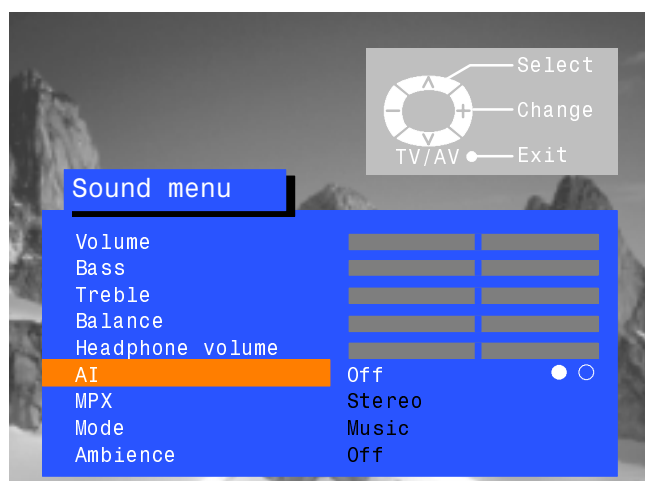 Select
Change
TV/AV Exit
Sound menu
Volume
Bass
Treble
Balance
Headphone volume
AI Off
MPX Stereo
Mode Music
Ambience Off